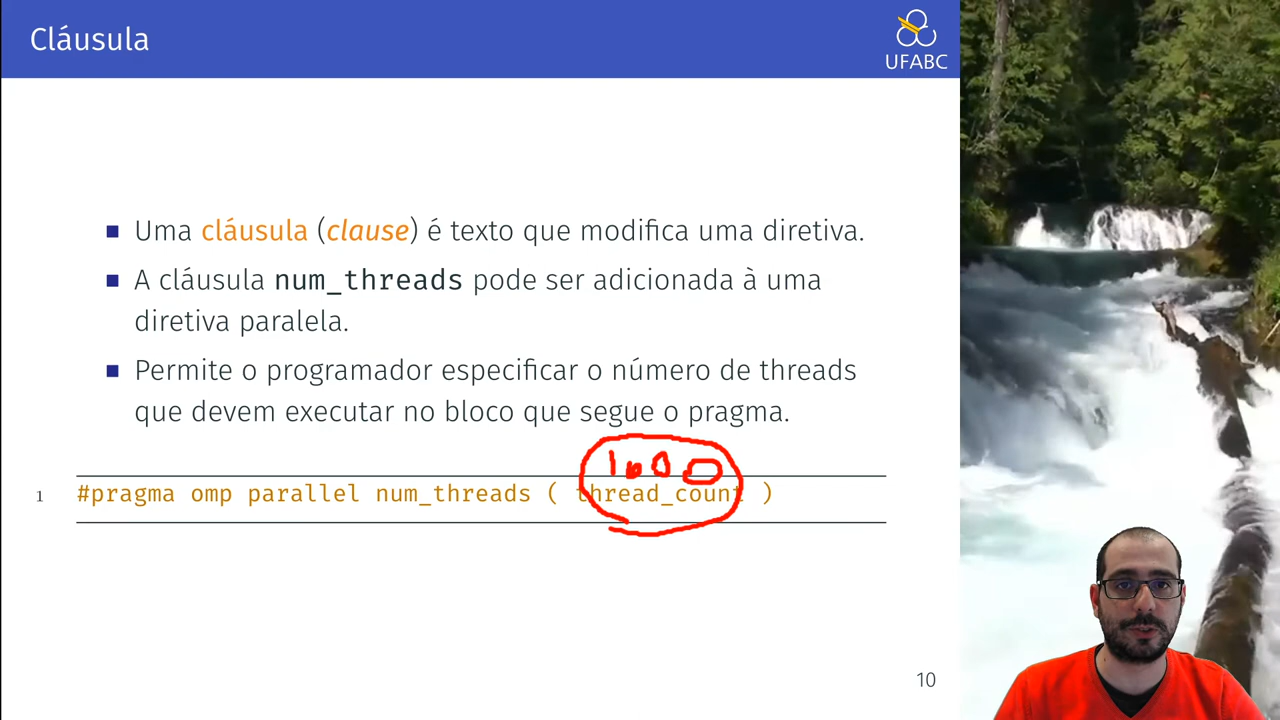 Cláusula
UFABC
Uma cláusula (clause) é texto que modifica uma diretiva.
A cláusula num_threads pode ser adicionada à uma
diretiva paralela.
Permite o programador especificar o número de threads
que devem executar no bloco que segue o pragma.
1000
1 #pragma omp parallel num_threads ( thread_count )
10